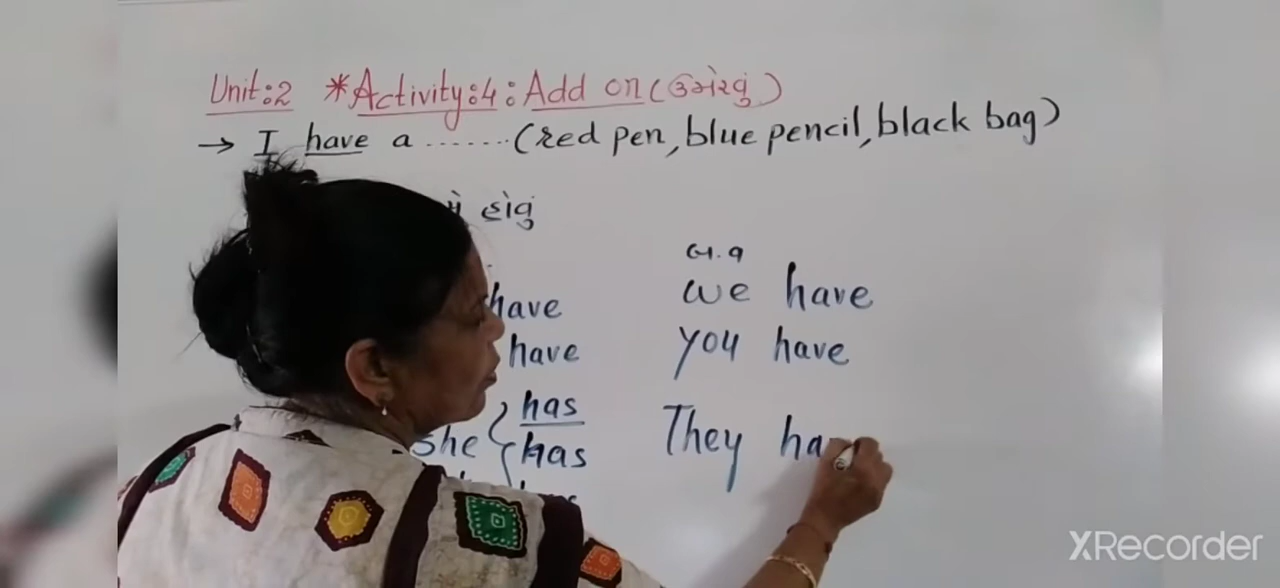 Unit:2 *Activity:4: Add on (ઉમેરવું)
→ I have a ....... (red pen, blue pencil, black bag)
હોવું
બ.વ
have we have
have you have
has They ha
she has
XRecorder